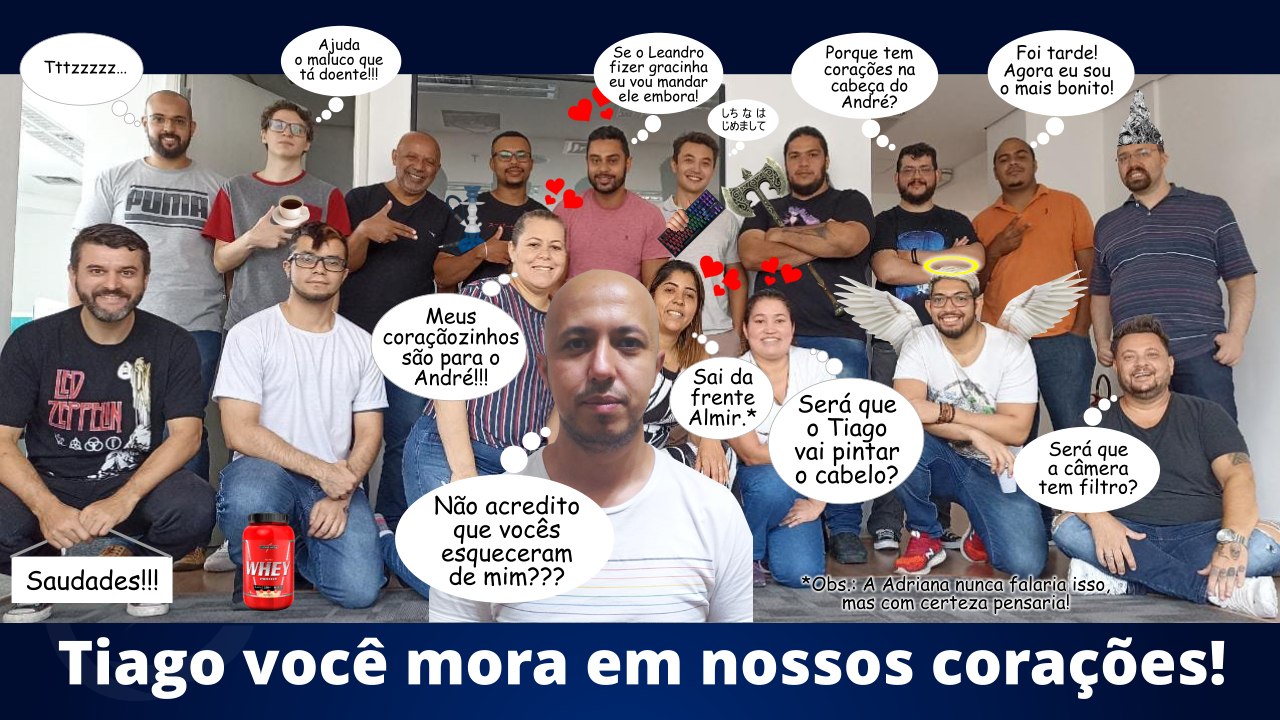 Tttzzzzz...
Ajuda
o maluco que
tá doente!!!
Se o Leandro
fizer gracinha
eu vou mandar
ele embora!
しち な は
じめまして
Porque tem
corações na
cabeça do
André?
Foi tarde!
Agora eu sou
o mais bonito!
PUMA
LED
ZEPPELIN
Meus
coraçãozinhos
são para o
André!!!
Sai da
frente
Almir.*
Será que
o Tiago
vai pintar
o cabelo?
Será que
a câmera
tem filtro?
Não acredito
que vocês
esqueceram
de mim???
Saudades!!!
WHEY
*Obs.: A Adriana nunca falaria isso,
mas com certeza pensaria!
Tiago você mora em nossos corações!